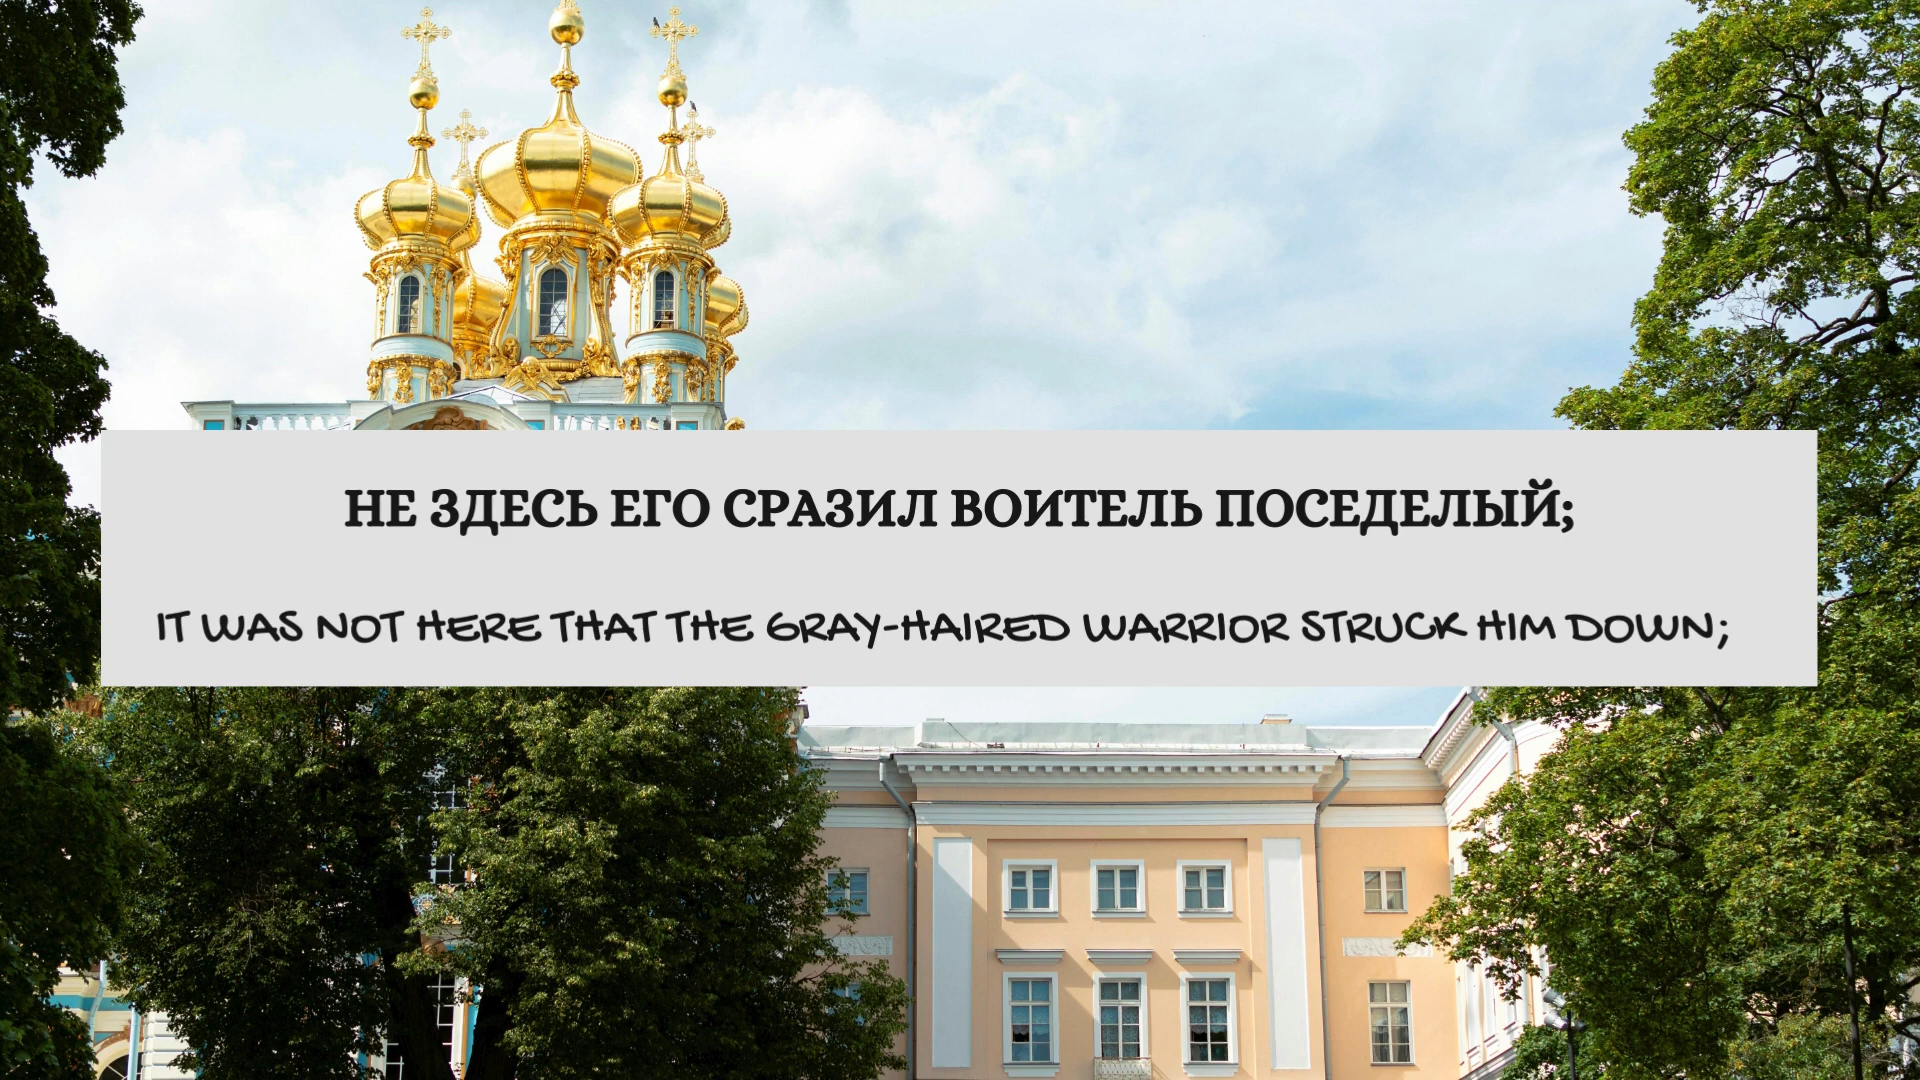 НЕ ЗДЕСЬ ЕГО СРАЗИЛ ВОИТЕЛЬ ПОСЕДЕЛЫЙ;
IT WAS NOT HERE THAT THE GRAY-HAIRED WARRIOR STRUCK HIM DOWN;